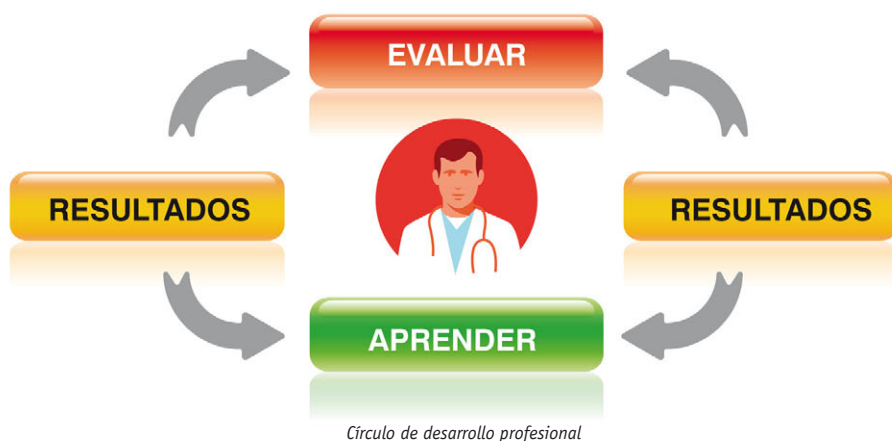 EVALUAR
RESULTADOS
RESULTADOS
APRENDER
Círculo de desarrollo profesional